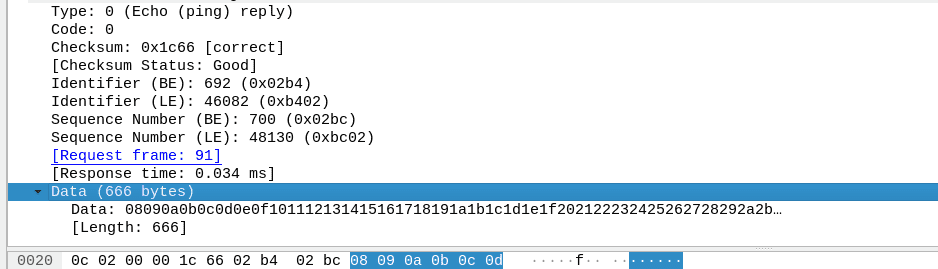 Type: 0 (Echo (ping) reply)
Code: 0
Checksum: 0x1c66 [correct]
[Checksum Status: Good]
Identifier (BE): 692 (0x02b4)
Identifier (LE): 46082 (0xb402)
Sequence Number (BE): 700 (0x02bc)
Sequence Number (LE): 48130 (0xbc02)
[Request frame: 91]
[Response time: 0.034 ms]
Data (666 bytes)
Data: 08090a0b0c0d0e0f101112131415161718191a1b1c1d1e1f202122232425262728292a2b…
[Length: 666]
0020 0c 02 00 00 1c 66 02 b4 02 bc 08 09 0a 0b 0c 0d ·····f·· ········